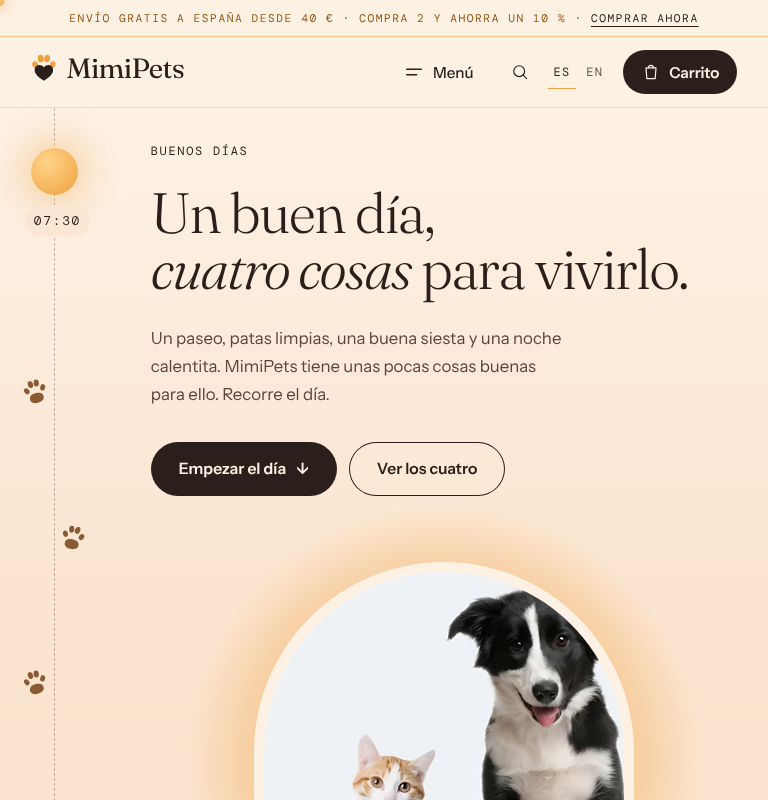 ENVÍO GRATIS A ESPAÑA DESDE 40 € · COMPRA 2 Y AHORRA UN 10 % · COMPRAR AHORA
MimiPets
Menú
ES EN
Carrito
BUENOS DÍAS
07:30
Un buen día,
cuatro cosas para vivirlo.
Un paseo, patas limpias, una buena siesta y una noche
calentita. MimiPets tiene unas pocas cosas buenas
para ello. Recorre el día.
Empezar el día ↓
Ver los cuatro